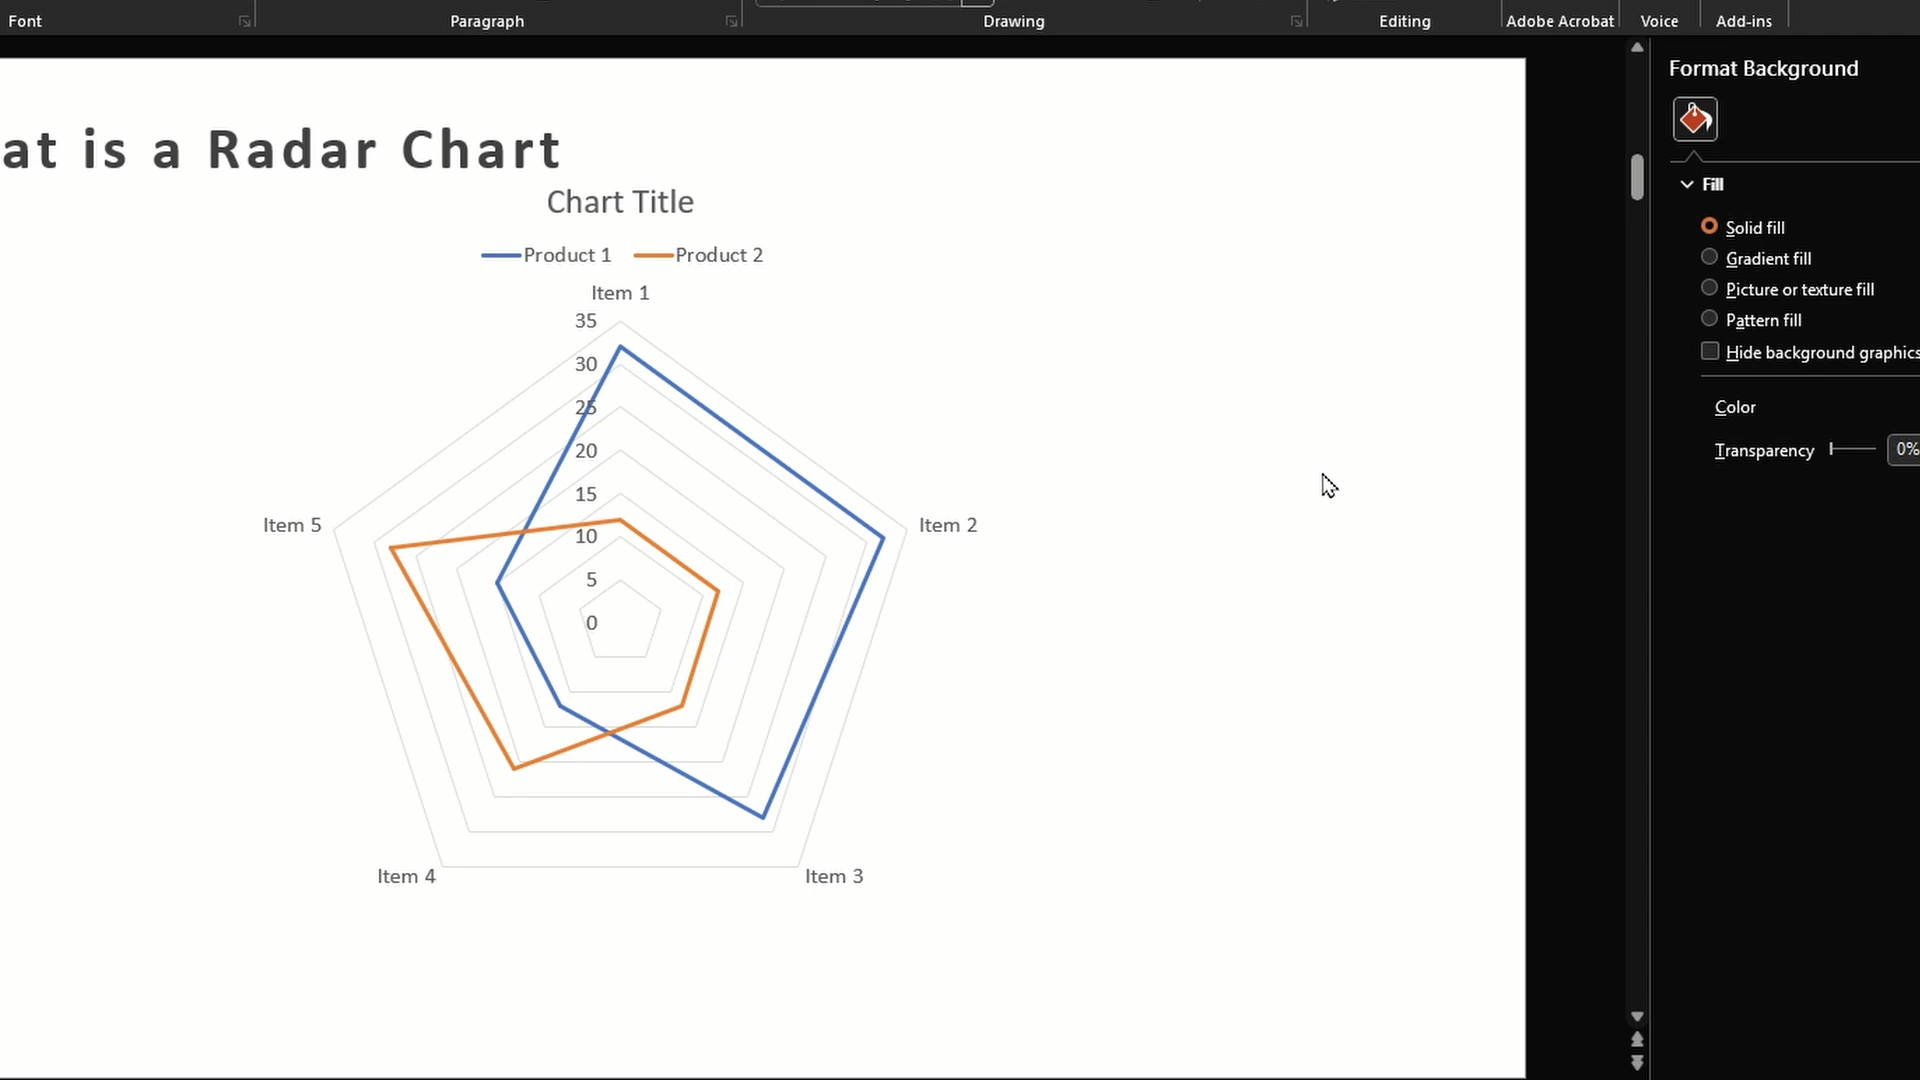 Font Paragraph Drawing Editing Adobe Acrobat Voice Add-ins
at is a Radar Chart
Chart Title
Product 1 Product 2
Item 1
35
30
25
20
15
10
5
0
Item 5
Item 2
Item 4
Item 3
Format Background
Fill
Solid fill
Gradient fill
Picture or texture fill
Pattern fill
Hide background graphics
Color
Transparency 0%